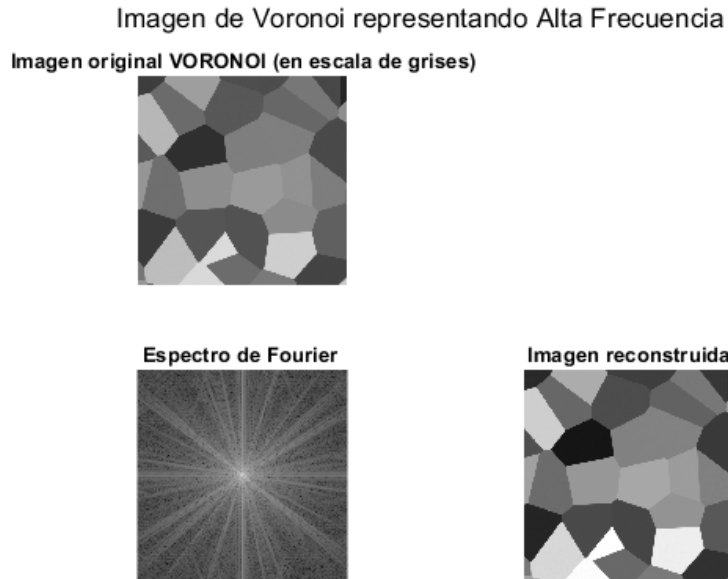 Imagen de Voronoi representando Alta Frecuencia
Imagen original VORONOI (en escala de grises)
Espectro de Fourier
Imagen reconstruida